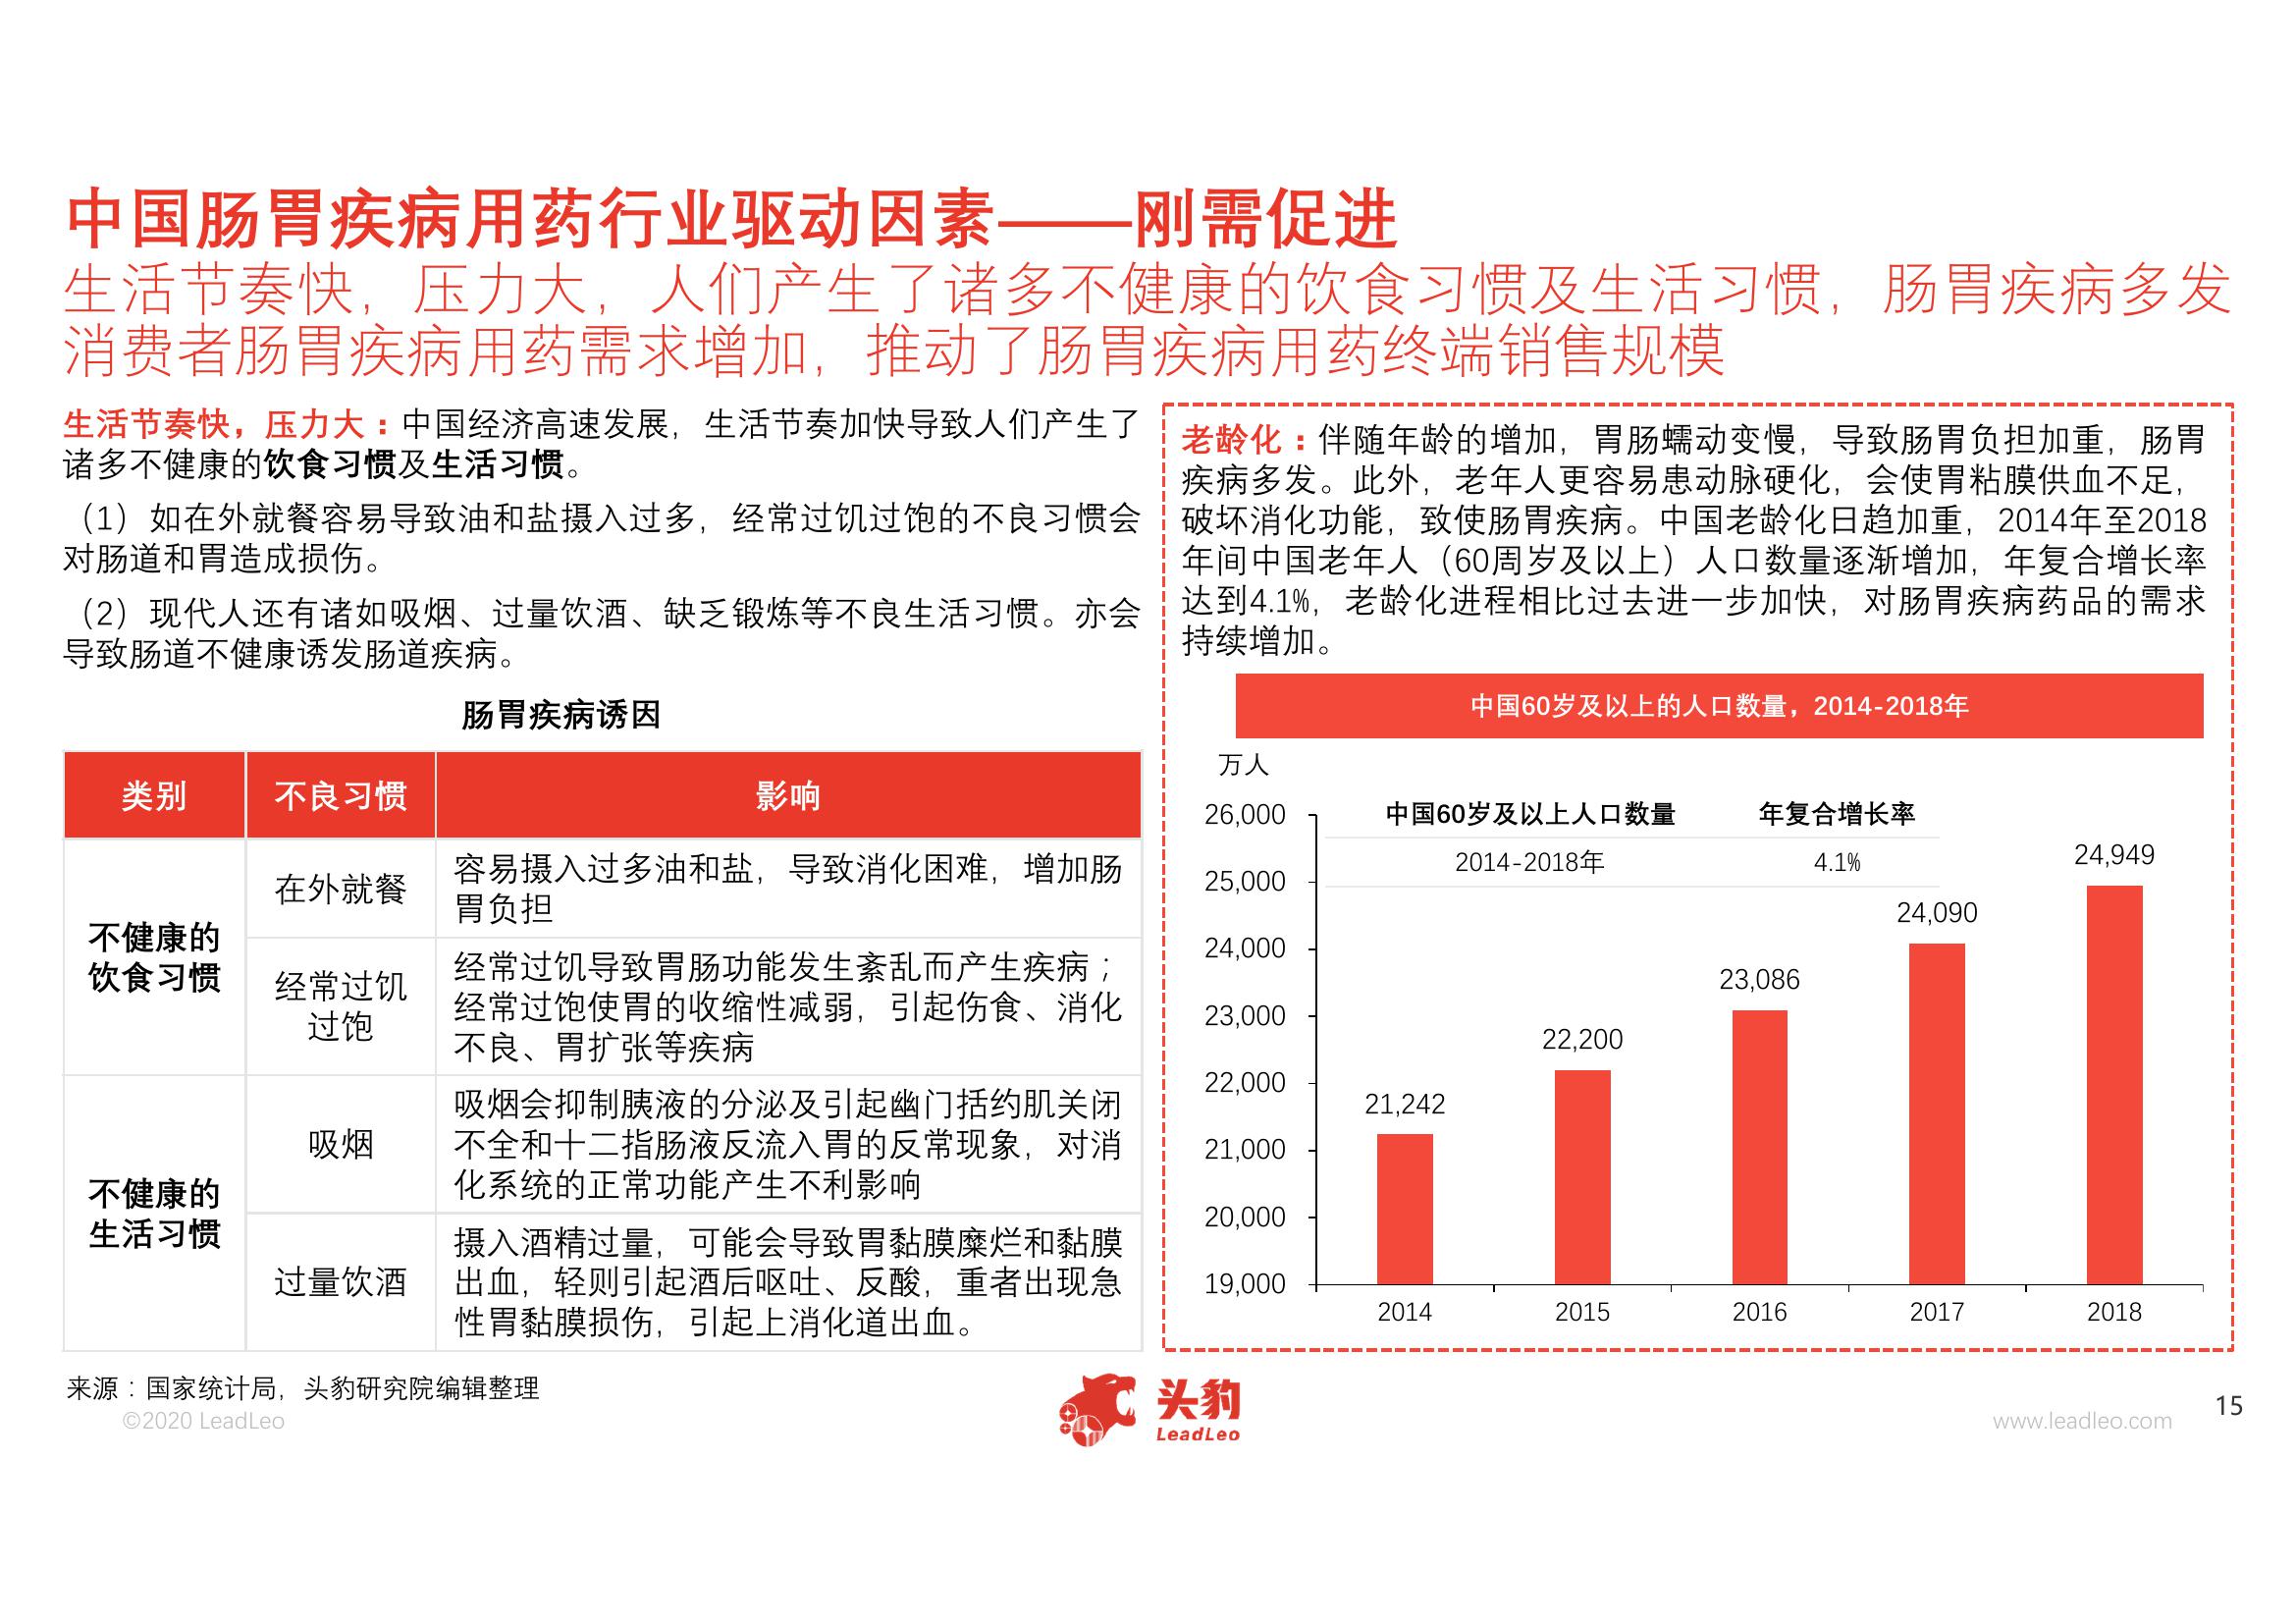 中国肠胃疾病用药行业驱动因素——刚需促进
生活节奏快，压力大，人们产生了诸多不健康的饮食习惯及生活习惯，肠胃疾病多发
消费者肠胃疾病用药需求增加，推动了肠胃疾病用药终端销售规模
生活节奏快，压力大：中国经济高速发展，生活节奏加快导致人们产生了
诸多不健康的饮食习惯及生活习惯。
（1）如在外就餐容易导致油和盐摄入过多，经常过饥过饱的不良习惯会
对肠道和胃造成损伤。
（2）现代人还有诸如吸烟、过量饮酒、缺乏锻炼等不良生活习惯。亦会
导致肠道不健康诱发肠道疾病。
肠胃疾病诱因
类别 不良习惯 影响
不健康的
饮食习惯
在外就餐
容易摄入过多油和盐，导致消化困难，增加肠
胃负担
经常过饥
过饱
经常过饥导致胃肠功能发生紊乱而产生疾病；
经常过饱使胃的收缩性减弱，引起伤食、消化
不良、胃扩张等疾病
不健康的
生活习惯
吸烟
吸烟会抑制胰液的分泌及引起幽门括约肌关闭
不全和十二指肠液反流入胃的反常现象，对消
化系统的正常功能产生不利影响
过量饮酒
摄入酒精过量，可能会导致胃黏膜糜烂和黏膜
出血，轻则引起酒后呕吐、反酸，重者出现急
性胃黏膜损伤，引起上消化道出血。
老龄化：伴随年龄的增加，胃肠蠕动变慢，导致肠胃负担加重，肠胃
疾病多发。此外，老年人更容易患动脉硬化，会使胃粘膜供血不足，
破坏消化功能，致使肠胃疾病。中国老龄化日趋加重，2014年至2018
年间中国老年人（60周岁及以上）人口数量逐渐增加，年复合增长率
达到4.1%，老龄化进程相比过去进一步加快，对肠胃疾病药品的需求
持续增加。
中国60岁及以上的人口数量，2014-2018年
万人
中国60岁及以上人口数量 年复合增长率
2014-2018年 4.1%
26,000
25,000
24,000
23,000
22,000
21,000
20,000
19,000
21,242
22,200
23,086
24,090
24,949
2014 2015 2016 2017 2018
来源：国家统计局，头豹研究院编辑整理
©2020 LeadLeo
头豹
LeadLeo
www.leadleo.com
15